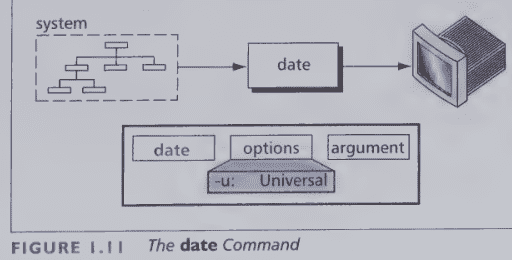 system
date
date options argument
-u: Universal
FIGURE 1.11 The date Command